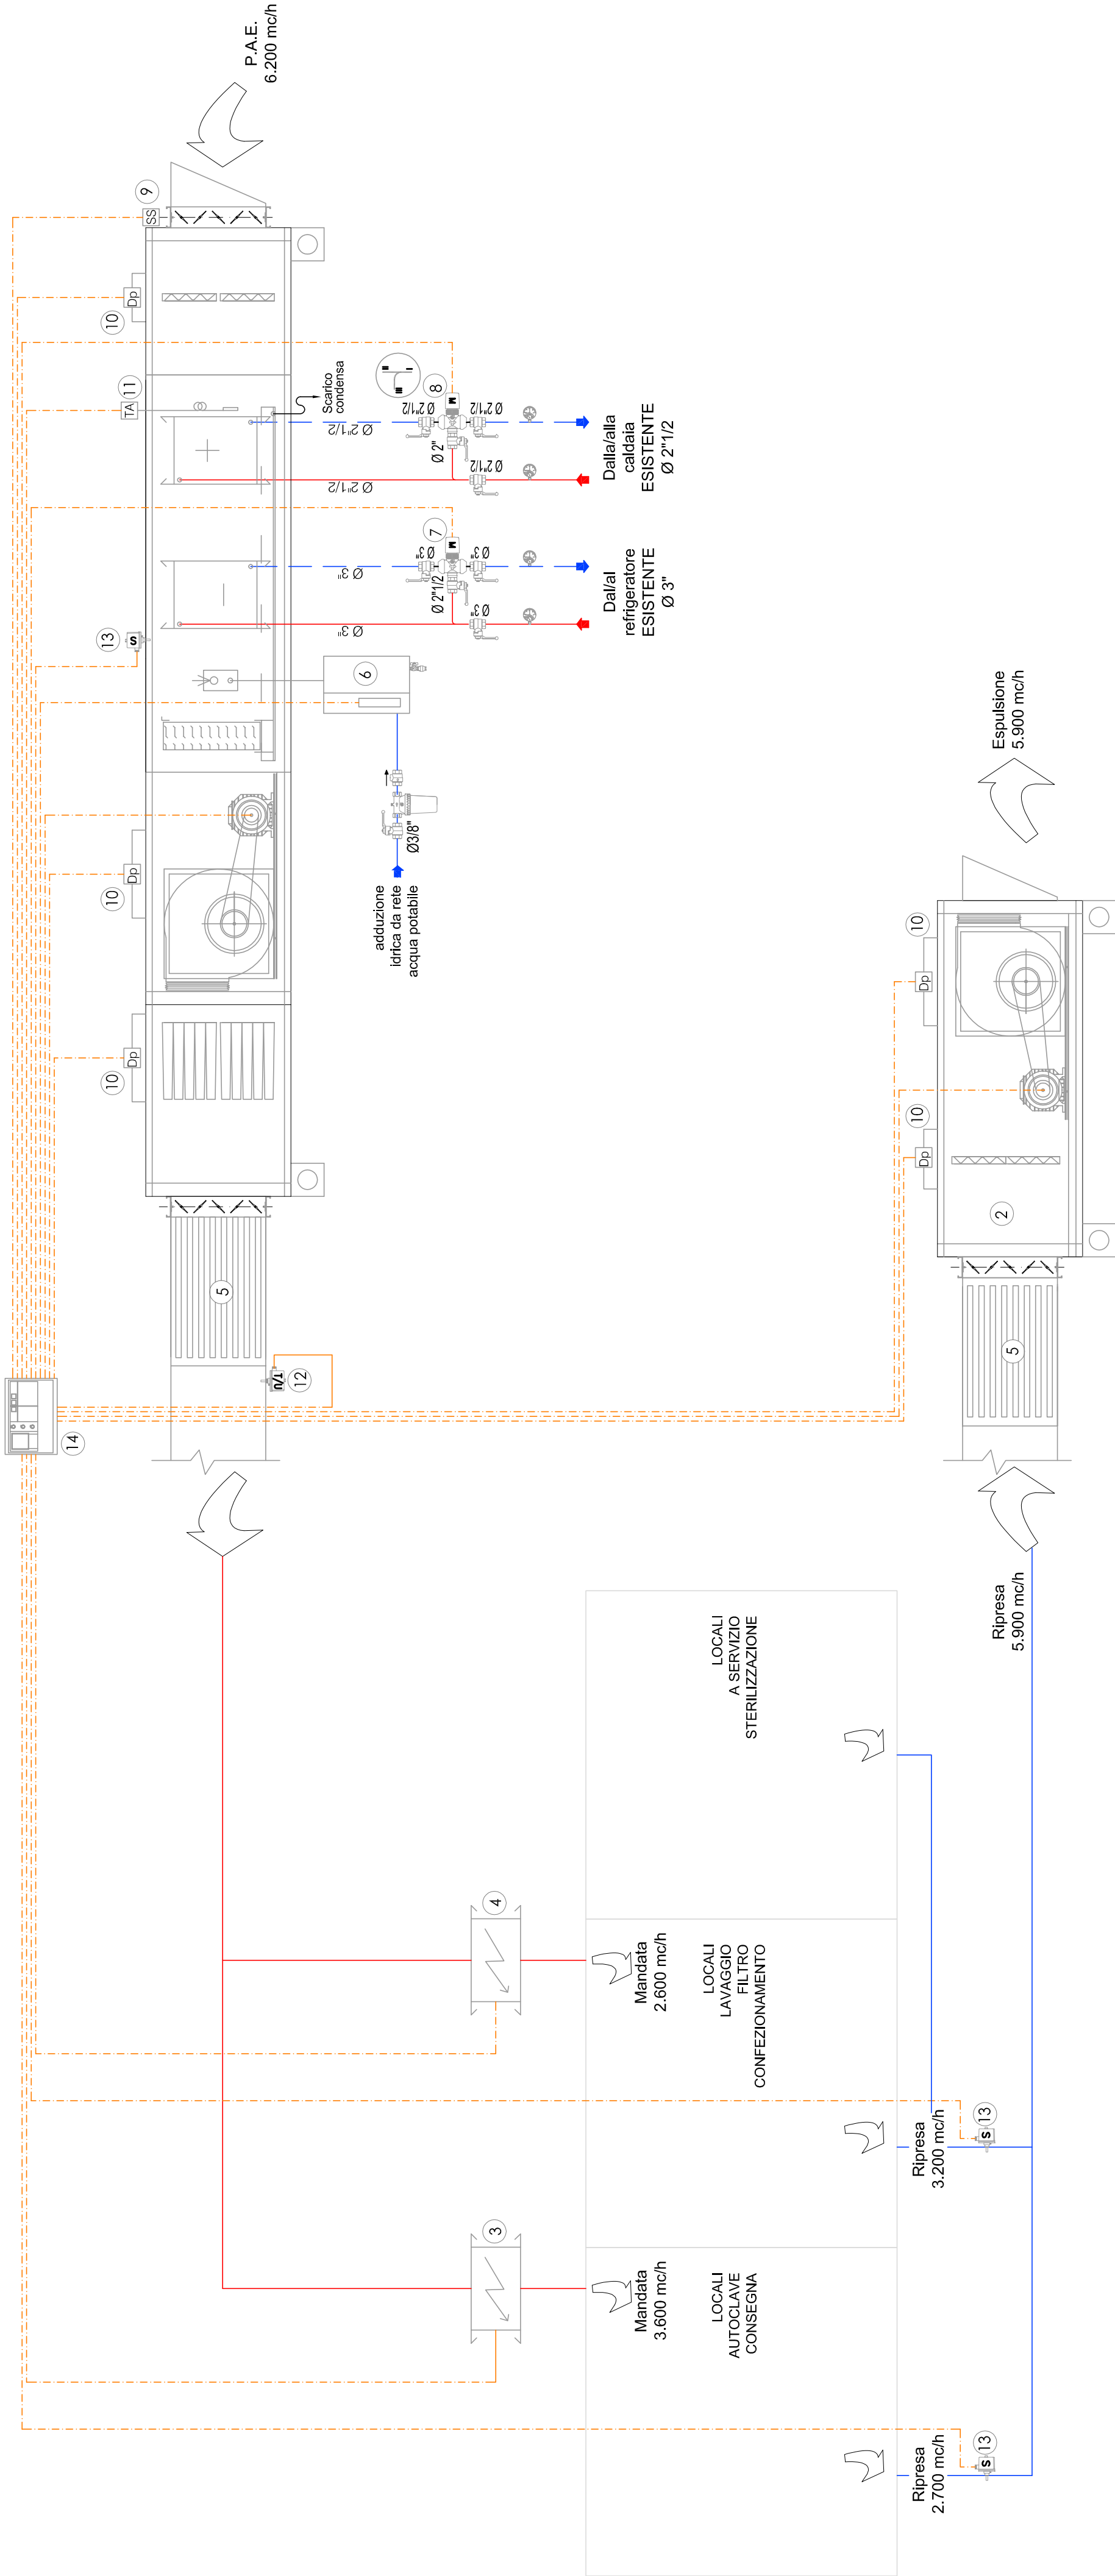 P.A.E.
6.200 mc/h
9
SS
10
Dp
11
TA
Scarico
condensa
I
II
III
8
M
Ø 2"1/2
Ø 2"1/2
Ø 2"
Ø 2"1/2
Ø 2"1/2
Ø 2"1/2
Dalla/alla
caldaia
ESISTENTE
Ø 2"1/2
7
M
Ø 3"
Ø 3"
Ø 2"1/2
Ø 3"
Ø 3"
Ø 3"
Dal/al
refrigeratore
ESISTENTE
Ø 3"
13
S
6
Ø3/8"
adduzione
idrica da rete
acqua potabile
10
Dp
10
Dp
5
T/U
12
14
Espulsione
5.900 mc/h
10
Dp
10
Dp
2
5
Ripresa
5.900 mc/h
LOCALI
A SERVIZIO
STERILIZZAZIONE
4
Mandata
2.600 mc/h
LOCALI
LAVAGGIO
FILTRO
CONFEZIONAMENTO
Ripresa
3.200 mc/h
13
S
3
Mandata
3.600 mc/h
LOCALI
AUTOCLAVE
CONSEGNA
Ripresa
2.700 mc/h
13
S